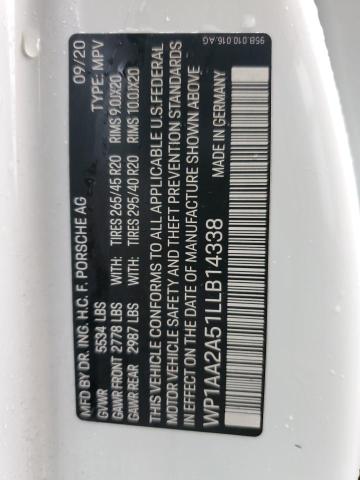 95B.010.016.AG
MFD BY DR. ING. H.C. F. PORSCHE AG 09/20
GVWR 5534 LBS TYPE: MPV
GAWR FRONT 2778 LBS WITH: TIRES 265/45 R20 RIMS 9.0JX20
GAWR REAR 2987 LBS WITH: TIRES 295/40 R20 RIMS 10.0JX20
THIS VEHICLE CONFORMS TO ALL APPLICABLE U.S.FEDERAL
MOTOR VEHICLE SAFETY AND THEFT PREVENTION STANDARDS IN
EFFECT ON THE DATE OF MANUFACTURE SHOWN ABOVE
WP1AA2A51LLB14338 MADE IN GERMANY